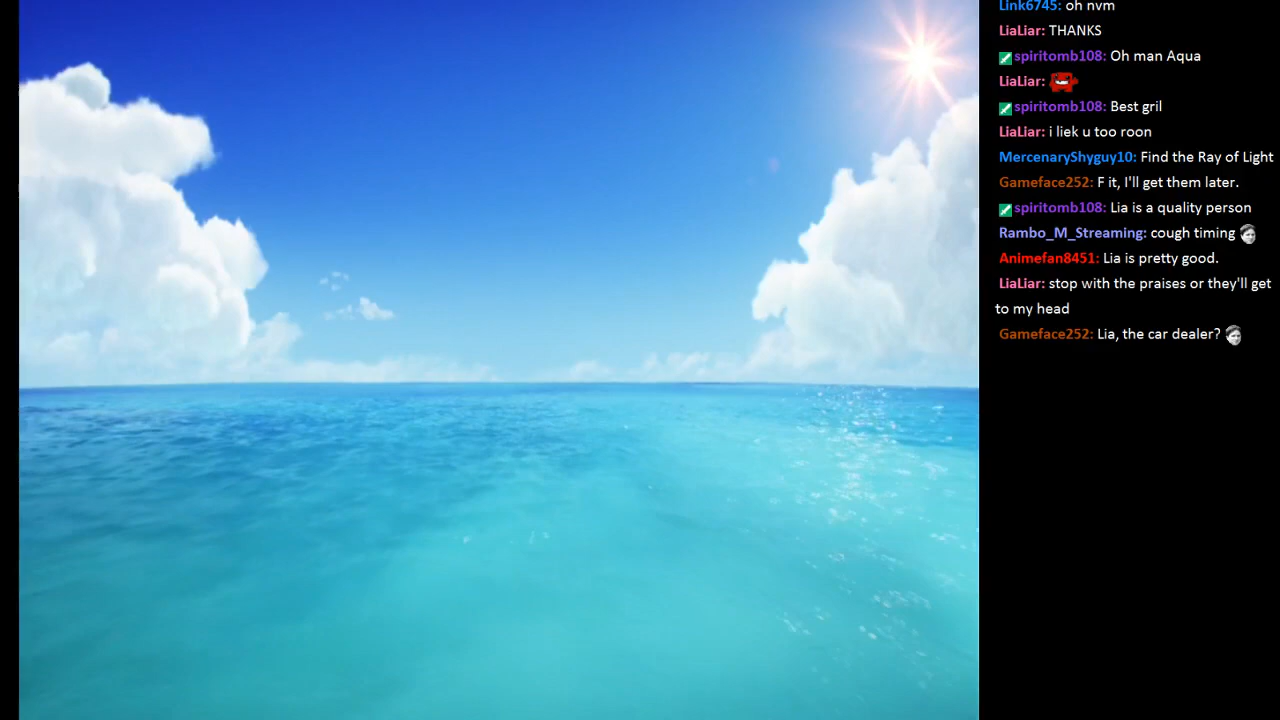 Link6745: oh nvm
LiaLiar: THANKS
spiritomb108: Oh man Aqua
LiaLiar:
spiritomb108: Best gril
LiaLiar: i liek u too roon
MercenaryShyguy10: Find the Ray of Light
Gameface252: F it, I'll get them later.
spiritomb108: Lia is a quality person
Rambo_M_Streaming: cough timing
Animefan8451: Lia is pretty good.
LiaLiar: stop with the praises or they'll get
to my head
Gameface252: Lia, the car dealer?